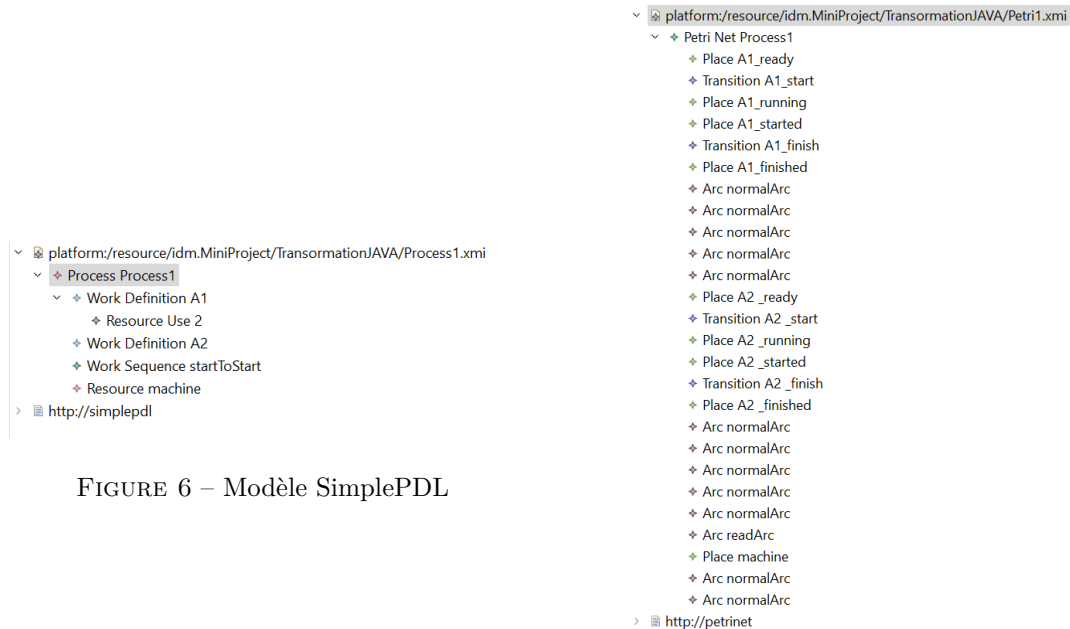 platform:/resource/idm.MiniProject/TransormationJAVA/Process1.xmi
Process Process1
Work Definition A1
Resource Use 2
Work Definition A2
Work Sequence startToStart
Resource machine
http://simplepdl
FIGURE 6 – Modèle SimplePDL
platform:/resource/idm.MiniProject/TransormationJAVA/Petri1.xmi
Petri Net Process1
Place A1_ready
Transition A1_start
Place A1_running
Place A1_started
Transition A1_finish
Place A1_finished
Arc normalArc
Arc normalArc
Arc normalArc
Arc normalArc
Arc normalArc
Place A2 _ready
Transition A2 _start
Place A2 _running
Place A2 _started
Transition A2 _finish
Place A2 _finished
Arc normalArc
Arc normalArc
Arc normalArc
Arc normalArc
Arc normalArc
Arc readArc
Place machine
Arc normalArc
Arc normalArc
http://petrinet